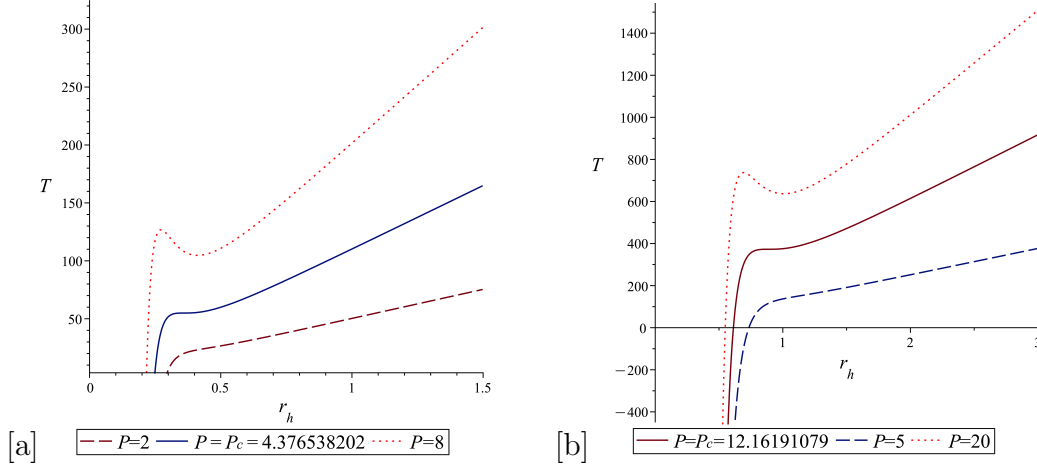 300
250
200
T
150
100
50
0
0.5
1
1.5
r_h
[a]
P=2
P = P_c = 4.376538202
P=8
1400
1200
1000
800
T
600
400
200
0
1
2
3
r_h
−200
−400
[b]
P=P_c=12.16191079
P=5
P=20